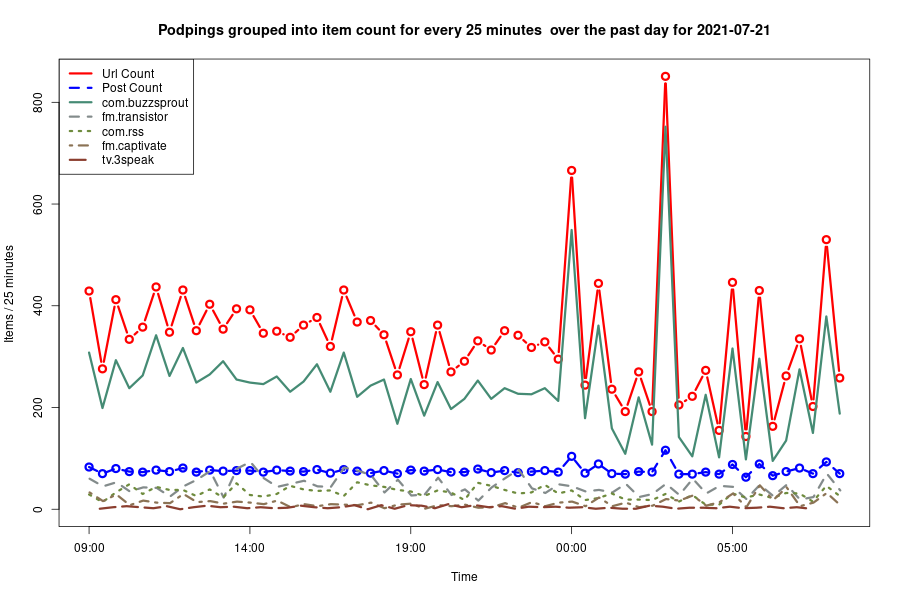 Podpings grouped into item count for every 25 minutes  over the past day for 2021-07-21
Url Count
Post Count
com.buzzsprout
fm.transistor
com.rss
fm.captivate
tv.3speak
Items / 25 minutes
800
600
400
200
0
09:00
14:00
19:00
00:00
05:00
Time